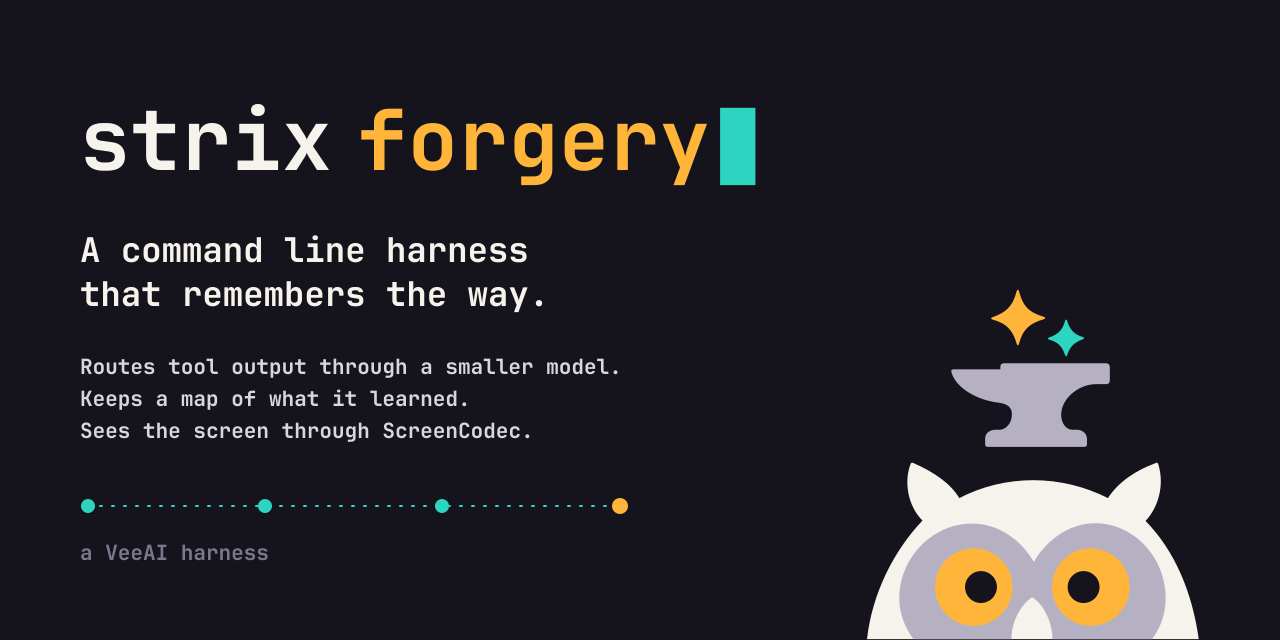 strix forgery
A command line harness
that remembers the way.
Routes tool output through a smaller model.
Keeps a map of what it learned.
Sees the screen through ScreenCodec.
a VeeAI harness